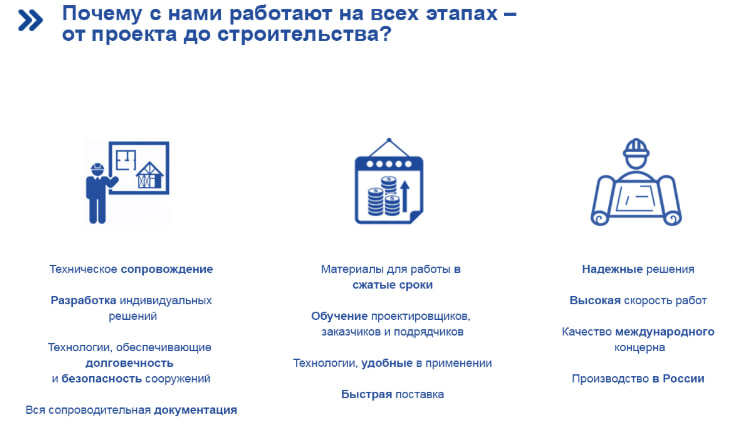 Почему с нами работают на всех этапах –
от проекта до строительства?
Техническое сопровождение
Разработка индивидуальных
решений
Технологии, обеспечивающие
долговечность
и безопасность сооружений
Вся сопроводительная документация
Материалы для работы в
сжатые сроки
Обучение проектировщиков,
заказчиков и подрядчиков
Технологии, удобные в применении
Быстрая поставка
Надежные решения
Высокая скорость работ
Качество международного
концерна
Производство в России